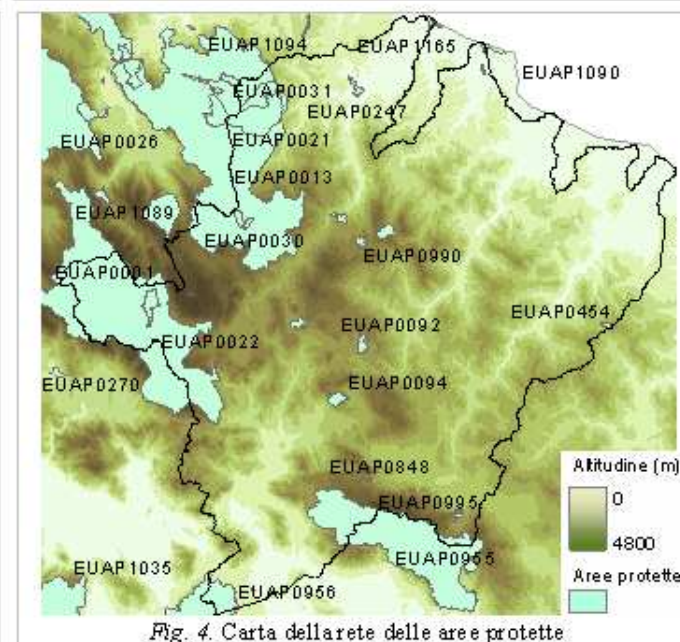 EUAP1094
EUAP1165
EUAP1090
EUAP0031
EUAP0247
EUAP0026
EUAP0021
EUAP0013
EUAP1089
EUAP0030
EUAP0990
EUAP0001
EUAP0454
EUAP0092
EUAP0022
EUAP0270
EUAP0094
EUAP0848
Altitudine (m)
EUAP0995
0
4800
EUAP0955
EUAP1035
Aree protette
EUAP0956
Fig. 4. Carta della rete delle aree protette